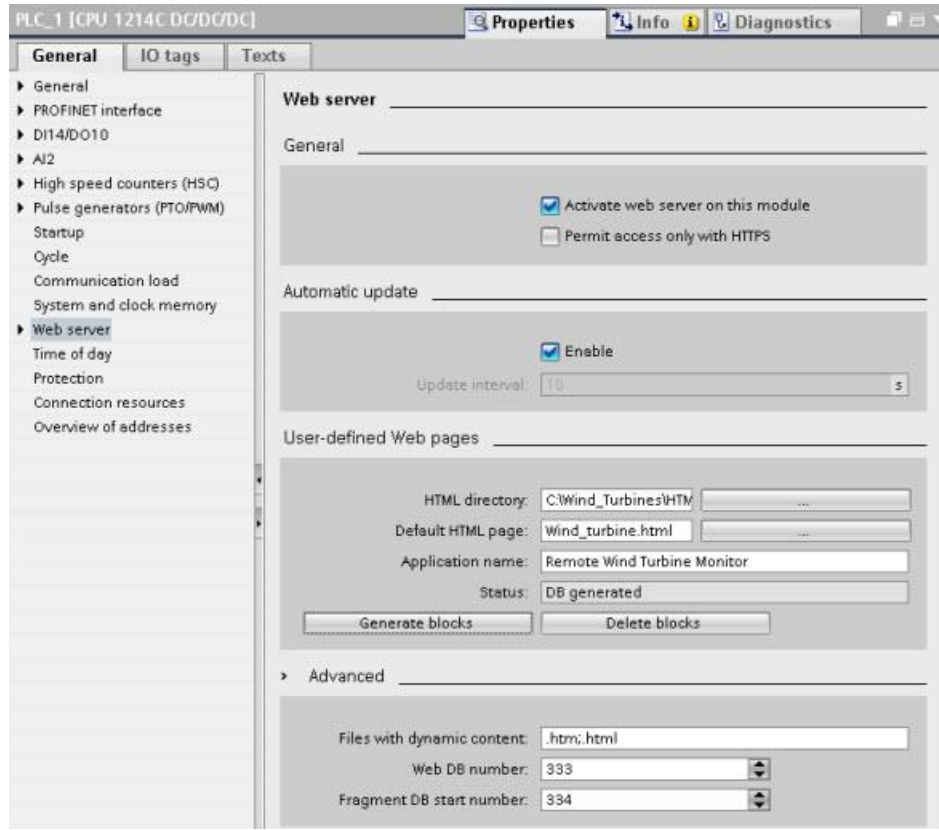 PLC_1 [CPU 1214C DC/DC/DC]
Properties
Info
Diagnostics
General
IO tags
Texts
General
PROFINET interface
DI14/DO10
AI2
High speed counters (HSC)
Pulse generators (PTO/PWM)
Startup
Cycle
Communication load
System and clock memory
Web server
Time of day
Protection
Connection resources
Overview of addresses
Web server
General
Activate web server on this module
Permit access only with HTTPS
Automatic update
Enable
Update interval: 10 s
User-defined Web pages
HTML directory: C:\Wind_Turbines\HTM ...
Default HTML page: Wind_turbine.html ...
Application name: Remote Wind Turbine Monitor
Status: DB generated
Generate blocks Delete blocks
Advanced
Files with dynamic content: .htm;.html
Web DB number: 333
Fragment DB start number: 334